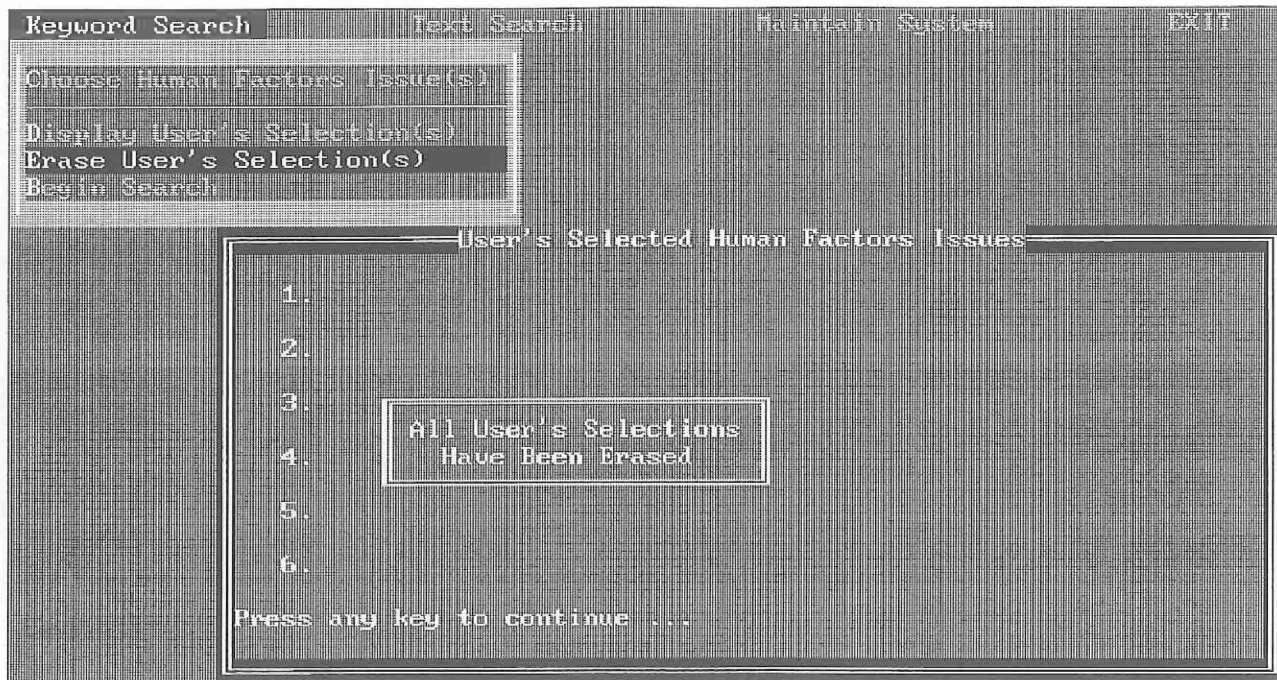 Keyword Search Text Search Maintain System EXIT
Choose Human Factors Issue(s)
Display User's Selection(s)
Erase User's Selection(s)
Begin Search
User's Selected Human Factors Issues
1.
2.
3.
All User's Selections
Have Been Erased
4.
5.
6.
Press any key to continue ...